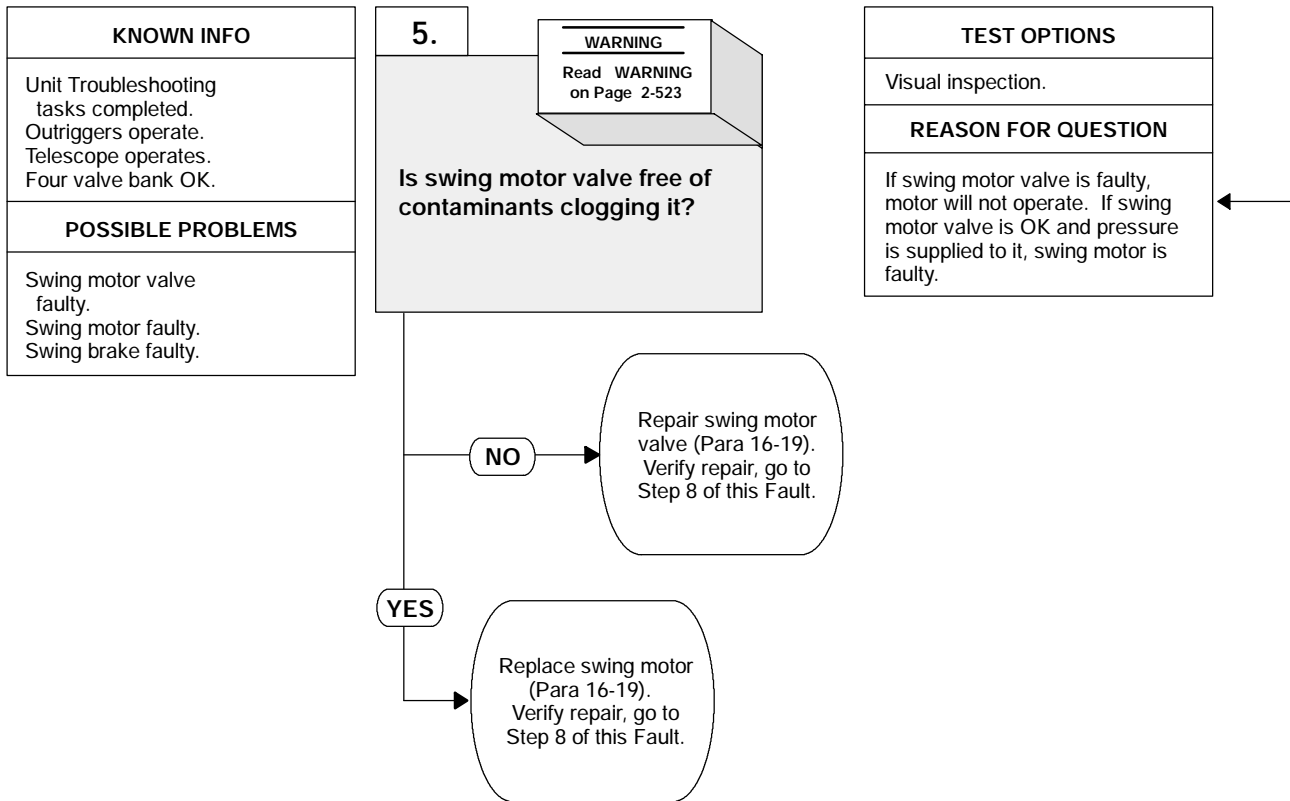 KNOWN INFO
Unit Troubleshooting
tasks completed.
Outriggers operate.
Telescope operates.
Four valve bank OK.
POSSIBLE PROBLEMS
Swing motor valve
faulty.
Swing motor faulty.
Swing brake faulty.
5.
WARNING
Read WARNING
on Page 2-523
Is swing motor valve free of
contaminants clogging it?
TEST OPTIONS
Visual inspection.
REASON FOR QUESTION
If swing motor valve is faulty,
motor will not operate. If swing
motor valve is OK and pressure
is supplied to it, swing motor is
faulty.
NO
Repair swing motor
valve (Para 16-19).
Verify repair, go to
Step 8 of this Fault.
YES
Replace swing motor
(Para 16-19).
Verify repair, go to
Step 8 of this Fault.